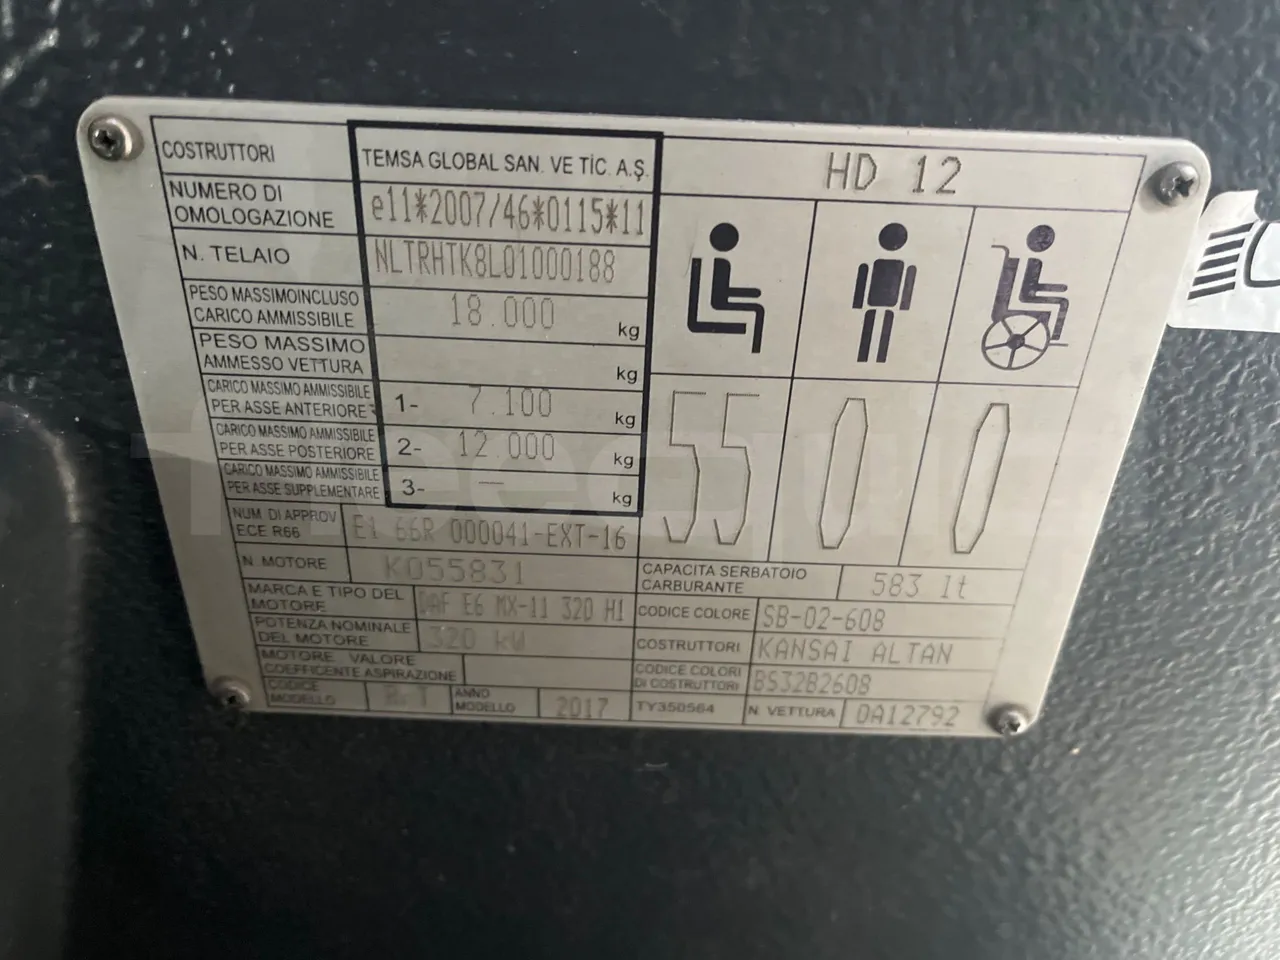 COSTRUTTORI TEMSA GLOBAL SAN. VE TİC. A.Ş. HD 12
NUMERO DI
OMOLOGAZIONE e11*2007/46*0115*11
N. TELAIO NLTRHTK8L01000188
PESO MASSIMOINCLUSO
CARICO AMMISSIBILE 18.000 kg
PESO MASSIMO
AMMESSO VETTURA kg
CARICO MASSIMO AMMISSIBILE
PER ASSE ANTERIORE 1- 7.100 kg
CARICO MASSIMO AMMISSIBILE
PER ASSE POSTERIORE 2- 12.000 kg
CARICO MASSIMO AMMISSIBILE
PER ASSE SUPPLEMENTARE 3- — kg
55 0 0
NUM. DI APPROV
ECE R66 E1 66R 000041-EXT-16
N. MOTORE K055831
CAPACITA SERBATOIO
CARBURANTE 583 lt
MARCA E TIPO DEL
MOTORE DAF E6 MX-11 320 H1
CODICE COLORE SB-02-608
POTENZA NOMINALE
DEL MOTORE 320 kW
COSTRUTTORI KANSAI ALTAN
MOTORE VALORE
COEFFICENTE ASPIRAZIONE
CODICE COLORI
DI COSTRUTTORI BS32B2608
CODICE
MODELLO
ANNO
MODELLO 2017
TY350564 N. VETTURA DA12792